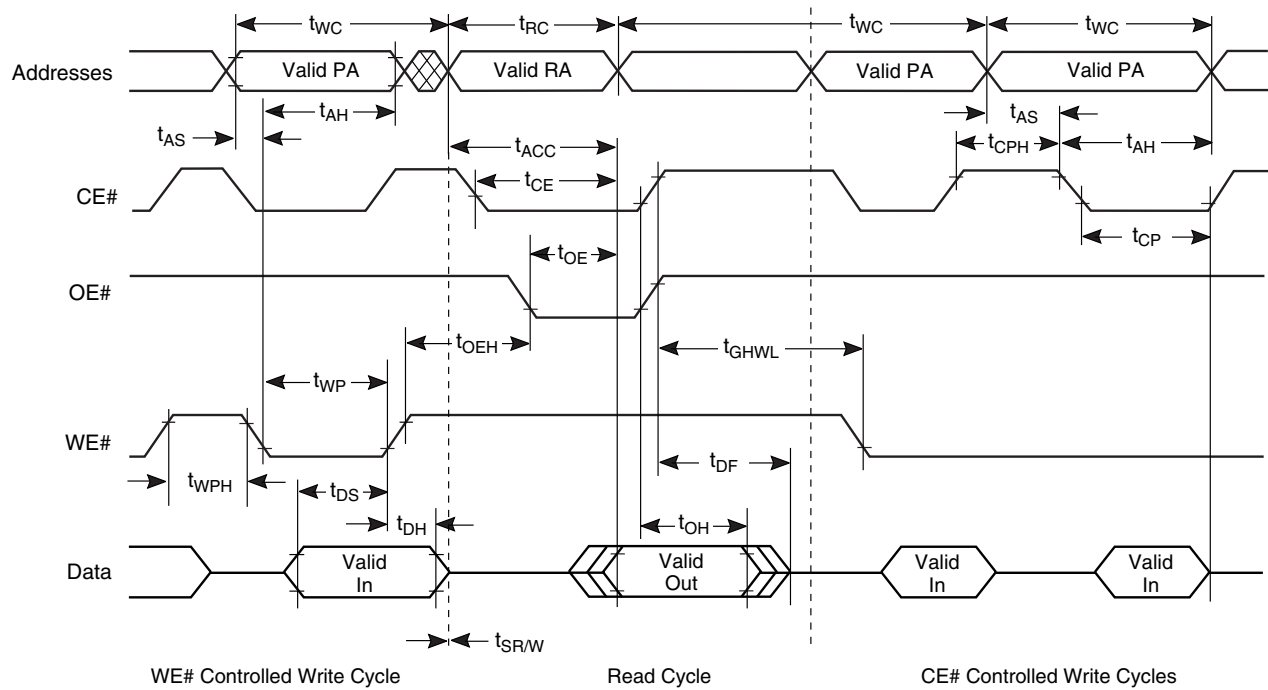 tWC tRC tWC tWC
Addresses Valid PA Valid RA Valid PA Valid PA
tAS tAH tACC tAS
tCPH tAH
CE# tCE
tCP
tOE
OE#
tOEH tGHWL
tWP
WE#
tWPH tDS tDF
tDH tOH
Data Valid In Valid Out Valid In Valid In
tSR/W
WE# Controlled Write Cycle Read Cycle CE# Controlled Write Cycles